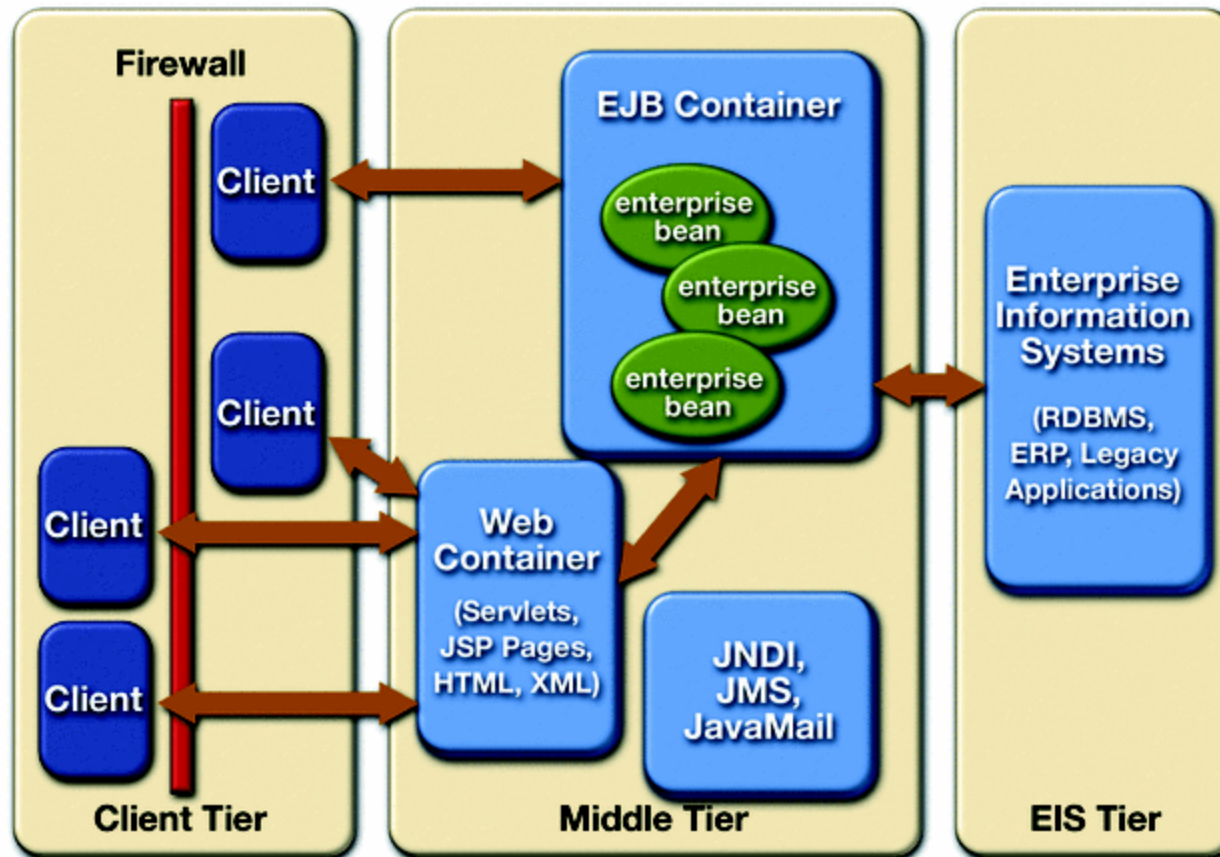 Firewall
Client
Client
Client
Client
Client Tier
EJB Container
enterprise
bean
enterprise
bean
enterprise
bean
Web
Container
(Servlets,
JSP Pages,
HTML, XML)
JNDI,
JMS,
JavaMail
Middle Tier
Enterprise
Information
Systems
(RDBMS,
ERP, Legacy
Applications)
EIS Tier